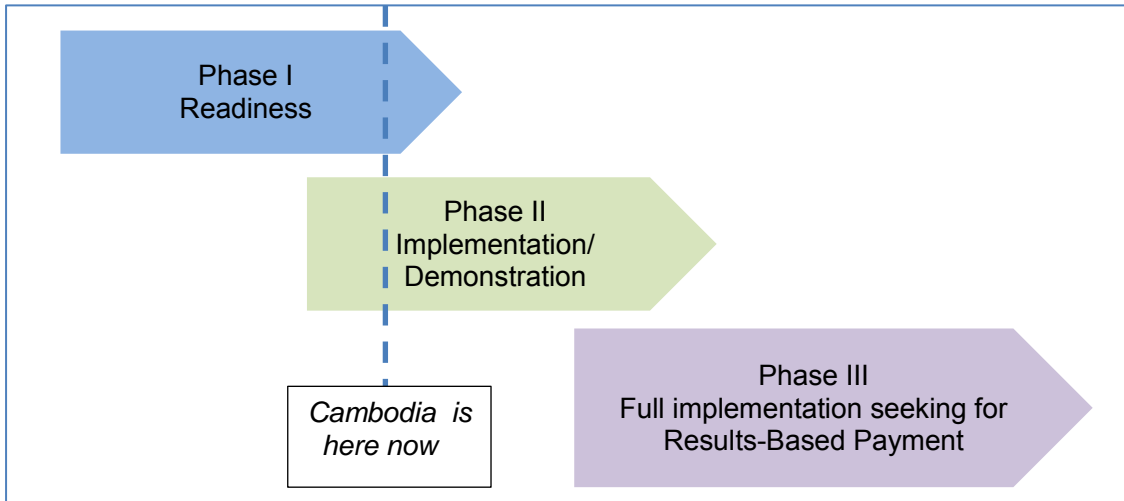 Phase I
Readiness
Phase II
Implementation/
Demonstration
Cambodia is
here now
Phase III
Full implementation seeking for
Results-Based Payment